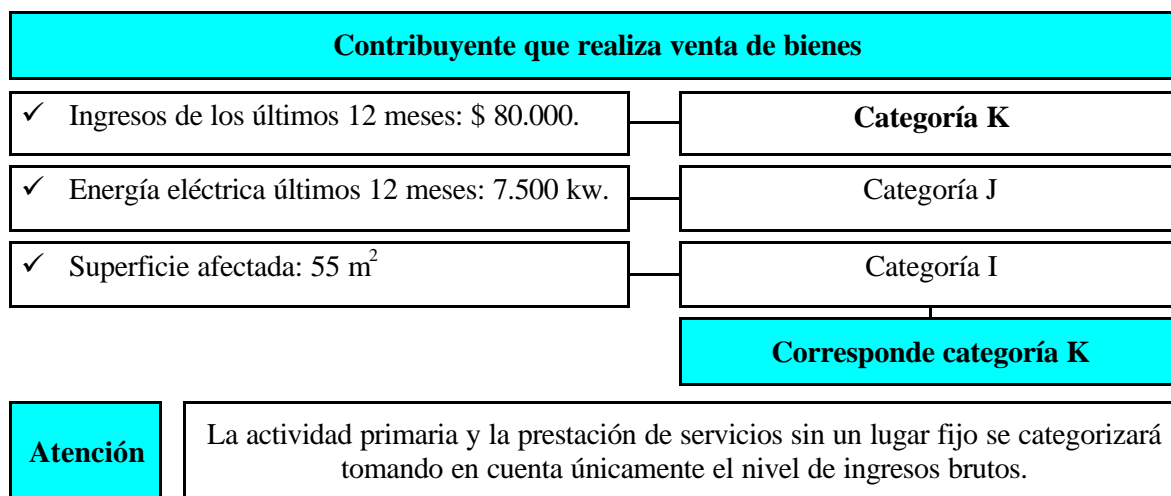 Contribuyente que realiza venta de bienes
✓ Ingresos de los últimos 12 meses: $ 80.000.
Categoría K
✓ Energía eléctrica últimos 12 meses: 7.500 kw.
Categoría J
✓ Superficie afectada: 55 m²
Categoría I
Corresponde categoría K
Atención
La actividad primaria y la prestación de servicios sin un lugar fijo se categorizará
tomando en cuenta únicamente el nivel de ingresos brutos.